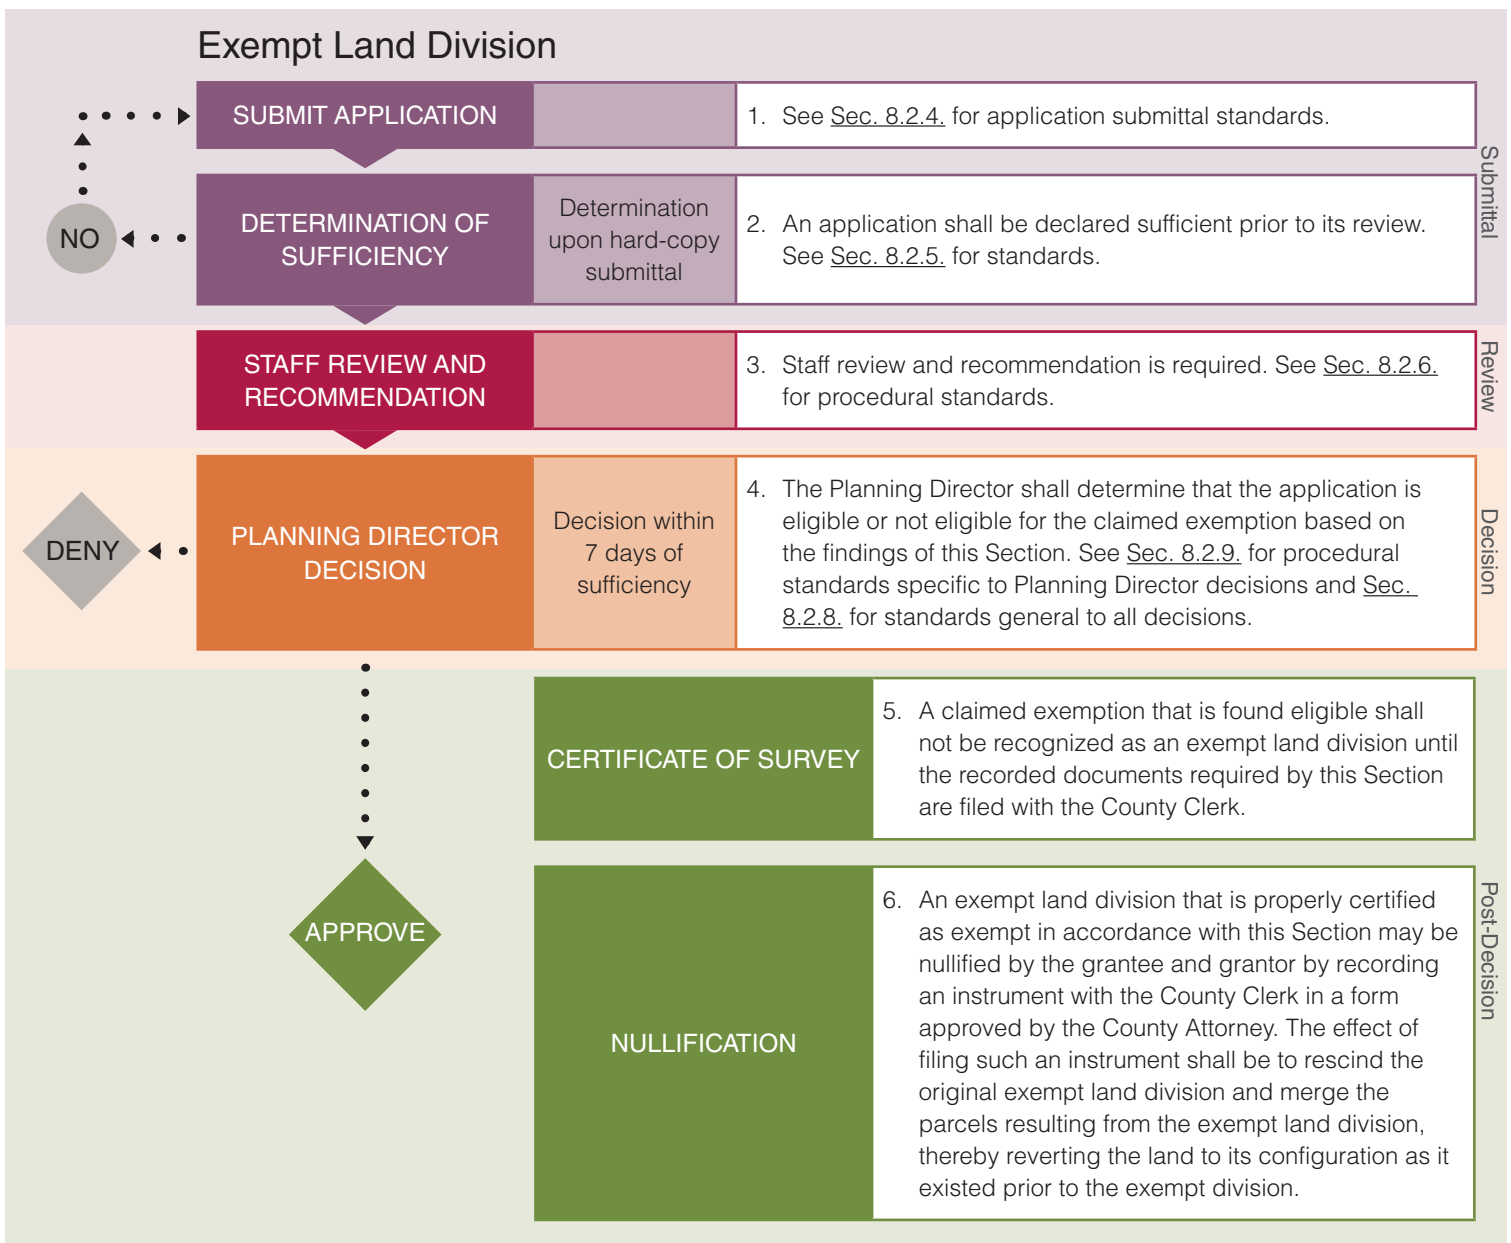 Exempt Land Division
SUBMIT APPLICATION
1. See Sec. 8.2.4. for application submittal standards.
Submittal
NO
DETERMINATION OF
SUFFICIENCY
Determination
upon hard-copy
submittal
2. An application shall be declared sufficient prior to its review.
See Sec. 8.2.5. for standards.
STAFF REVIEW AND
RECOMMENDATION
3. Staff review and recommendation is required. See Sec. 8.2.6.
for procedural standards.
Review
DENY
PLANNING DIRECTOR
DECISION
Decision within
7 days of
sufficiency
4. The Planning Director shall determine that the application is
eligible or not eligible for the claimed exemption based on
the findings of this Section. See Sec. 8.2.9. for procedural
standards specific to Planning Director decisions and Sec.
8.2.8. for standards general to all decisions.
Decision
CERTIFICATE OF SURVEY
5. A claimed exemption that is found eligible shall
not be recognized as an exempt land division until
the recorded documents required by this Section
are filed with the County Clerk.
APPROVE
NULLIFICATION
6. An exempt land division that is properly certified
as exempt in accordance with this Section may be
nullified by the grantee and grantor by recording
an instrument with the County Clerk in a form
approved by the County Attorney. The effect of
filing such an instrument shall be to rescind the
original exempt land division and merge the
parcels resulting from the exempt land division,
thereby reverting the land to its configuration as it
existed prior to the exempt division.
Post-Decision